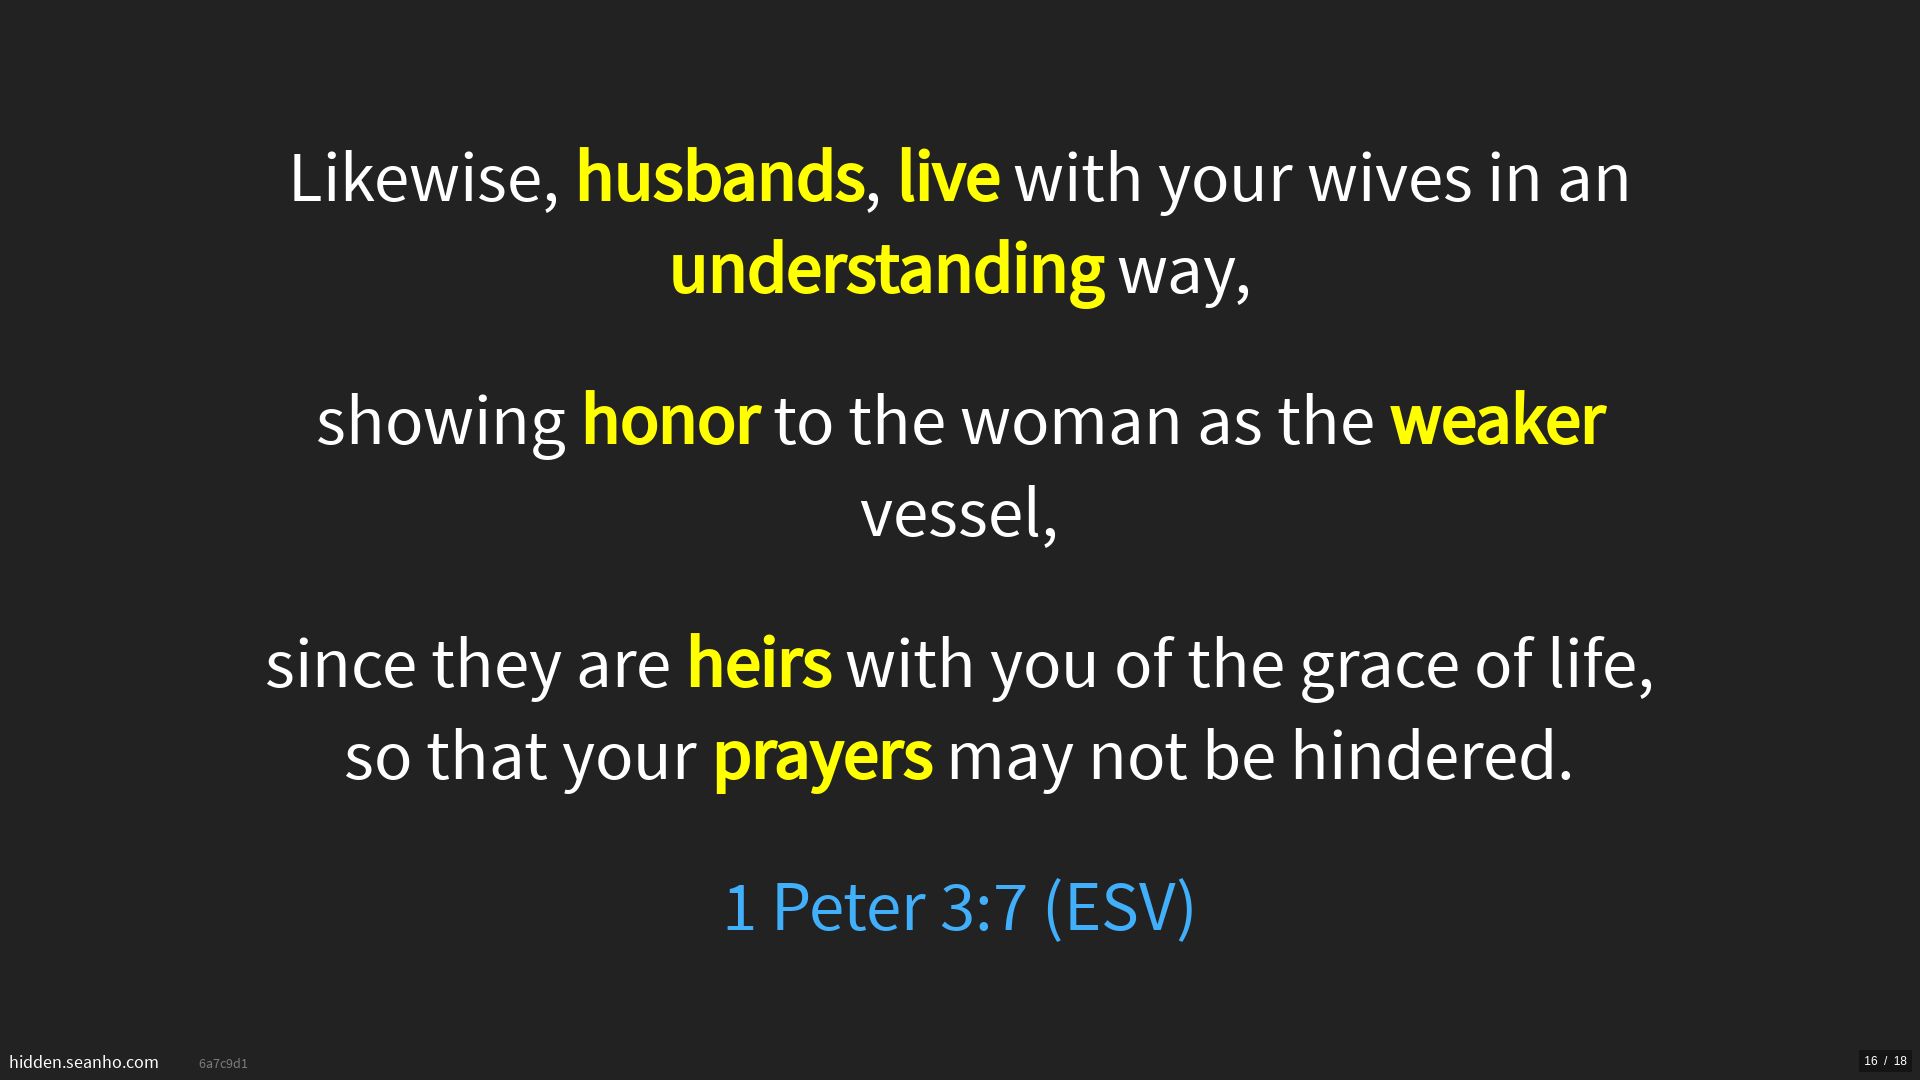 Likewise, husbands, live with your wives in an
understanding way,
showing honor to the woman as the weaker
vessel,
since they are heirs with you of the grace of life,
so that your prayers may not be hindered.
1 Peter 3:7 (ESV)
hidden.seanho.com 6a7c9d1
16 / 18